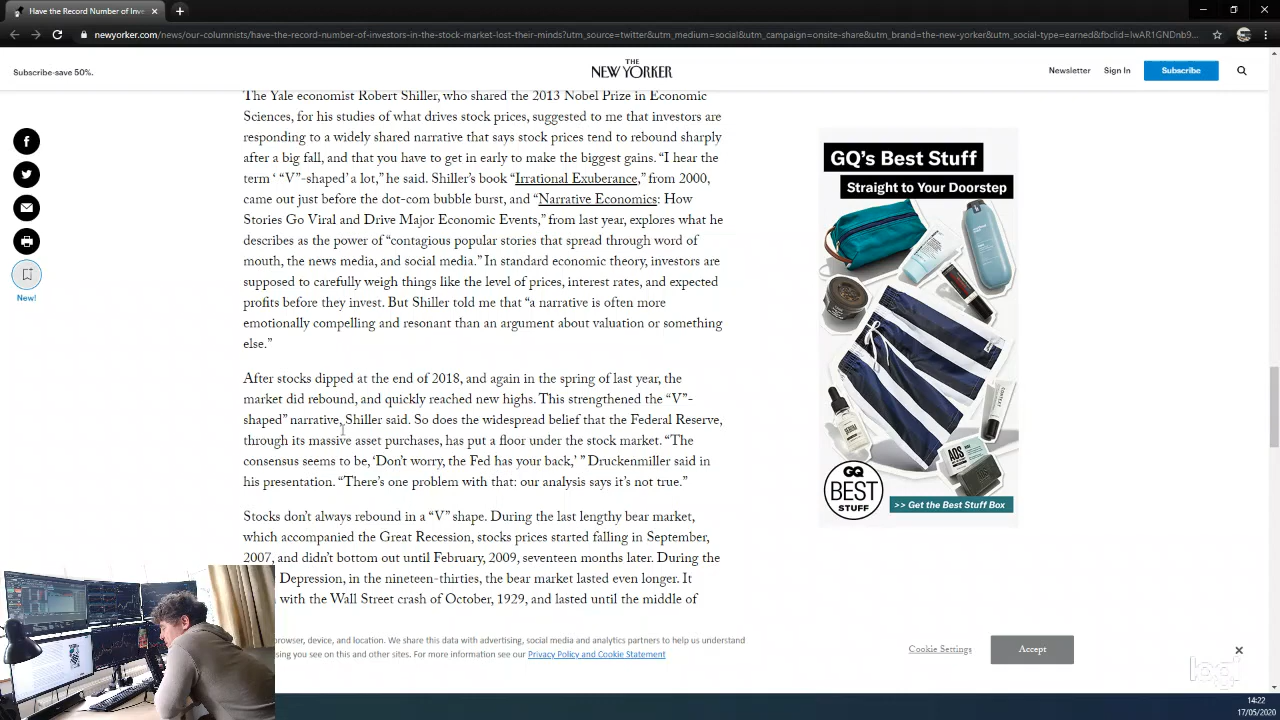 Have the Record Number of Inve
newyorker.com/news/our-columnists/have-the-record-number-of-investors-in-the-stock-market-lost-their-minds?utm_source=twitter&utm_medium=social&utm_campaign=onsite-share&utm_brand=the-new-yorker&utm_social-type=earned&fbclid=IwAR1GNDnb9...
Subscribe-save 50%.
THE
NEW YORKER
Newsletter
Sign In
Subscribe
The Yale economist Robert Shiller, who shared the 2013 Nobel Prize in Economic
Sciences, for his studies of what drives stock prices, suggested to me that investors are
responding to a widely shared narrative that says stock prices tend to rebound sharply
after a big fall, and that you have to get in early to make the biggest gains. “I hear the
term ‘ “V”-shaped’ a lot,” he said. Shiller’s book “Irrational Exuberance,” from 2000,
came out just before the dot-com bubble burst, and “Narrative Economics: How
Stories Go Viral and Drive Major Economic Events,” from last year, explores what he
describes as the power of “contagious popular stories that spread through word of
mouth, the news media, and social media.” In standard economic theory, investors are
supposed to carefully weigh things like the level of prices, interest rates, and expected
profits before they invest. But Shiller told me that “a narrative is often more
emotionally compelling and resonant than an argument about valuation or something
else.”
After stocks dipped at the end of 2018, and again in the spring of last year, the
market did rebound, and quickly reached new highs. This strengthened the “V”-
shaped” narrative, Shiller said. So does the widespread belief that the Federal Reserve,
through its massive asset purchases, has put a floor under the stock market. “The
consensus seems to be, ‘Don’t worry, the Fed has your back,’ ” Druckenmiller said in
his presentation. “There’s one problem with that: our analysis says it’s not true.”
Stocks don’t always rebound in a “V” shape. During the last lengthy bear market,
which accompanied the Great Recession, stocks prices started falling in September,
2007, and didn’t bottom out until February, 2009, seventeen months later. During the
Depression, in the nineteen-thirties, the bear market lasted even longer. It
with the Wall Street crash of October, 1929, and lasted until the middle of
New!
GQ’s Best Stuff
Straight to Your Doorstep
AOS
GQ
BEST
STUFF
>> Get the Best Stuff Box
browser, device, and location. We share this data with advertising, social media and analytics partners to help us understand
sing you see on this and other sites. For more information see our Privacy Policy and Cookie Statement
Cookie Settings
Accept
14:22
17/05/2020